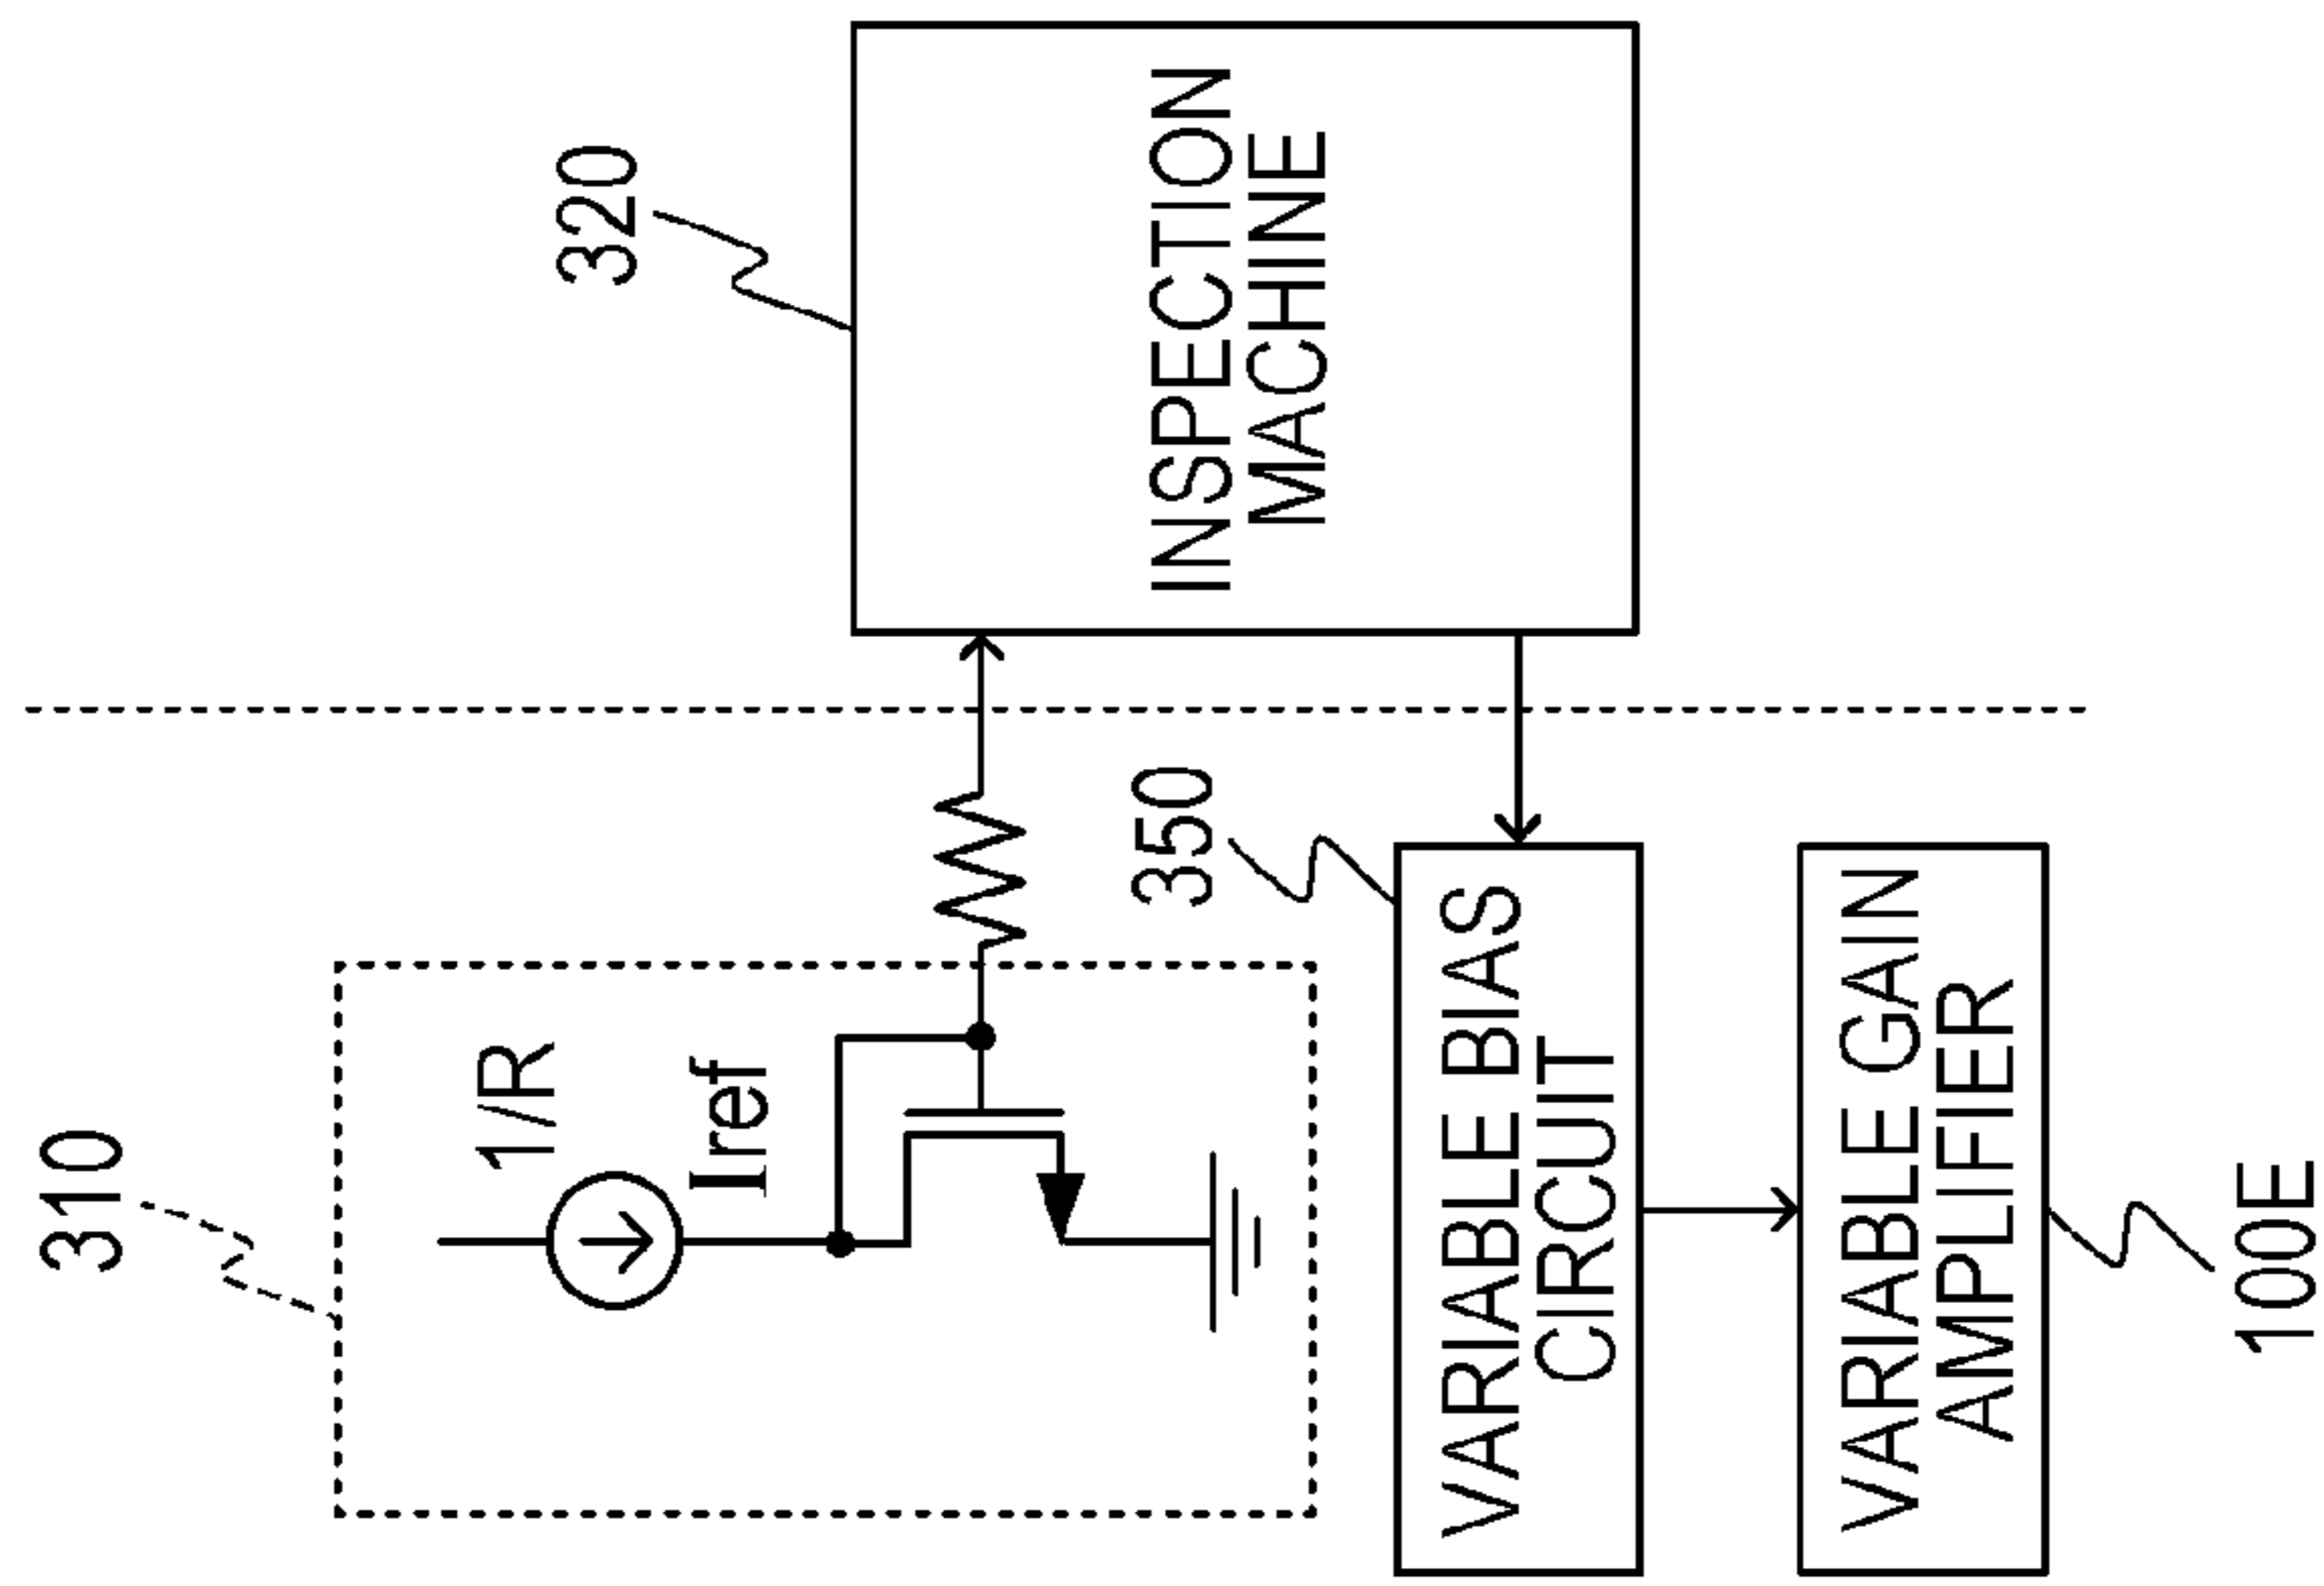 310
1/R
Iref
320
INSPECTION
MACHINE
350
VARIABLE BIAS
CIRCUIT
VARIABLE GAIN
AMPLIFIER
100E